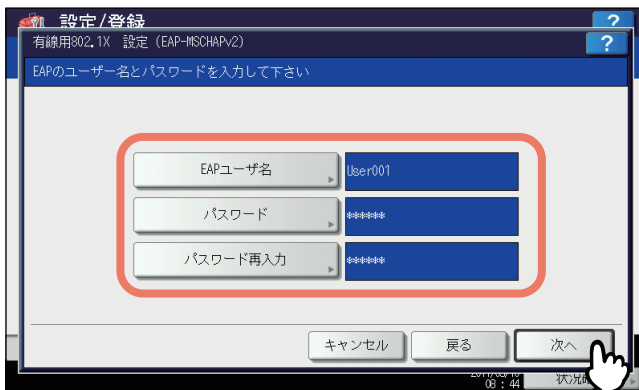 設定/登録
?
有線用802.1X 設定 (EAP-MSCHAPv2)
?
EAPのユーザー名とパスワードを入力して下さい
EAPユーザ名
User001
パスワード
******
パスワード再入力
******
キャンセル
戻る
次へ
08 : 44
状況